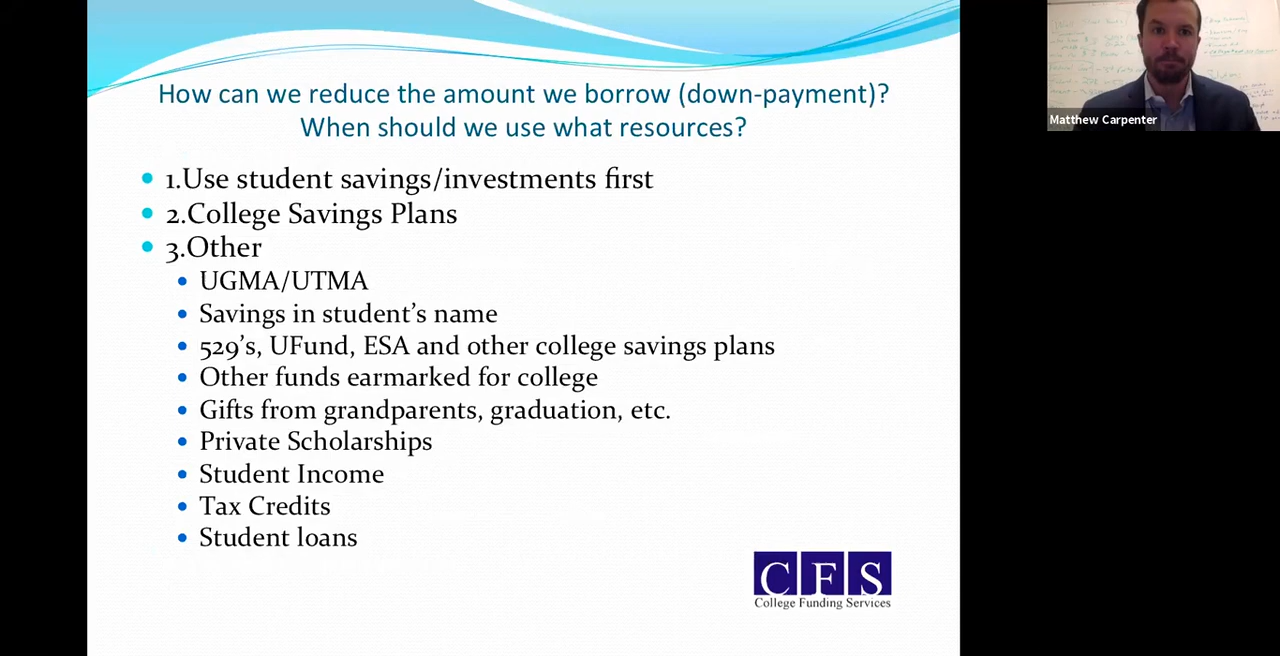 How can we reduce the amount we borrow (down-payment)?
When should we use what resources?
1.Use student savings/investments first
2.College Savings Plans
3.Other
UGMA/UTMA
Savings in student’s name
529’s, UFund, ESA and other college savings plans
Other funds earmarked for college
Gifts from grandparents, graduation, etc.
Private Scholarships
Student Income
Tax Credits
Student loans
CFS
College Funding Services
Matthew Carpenter